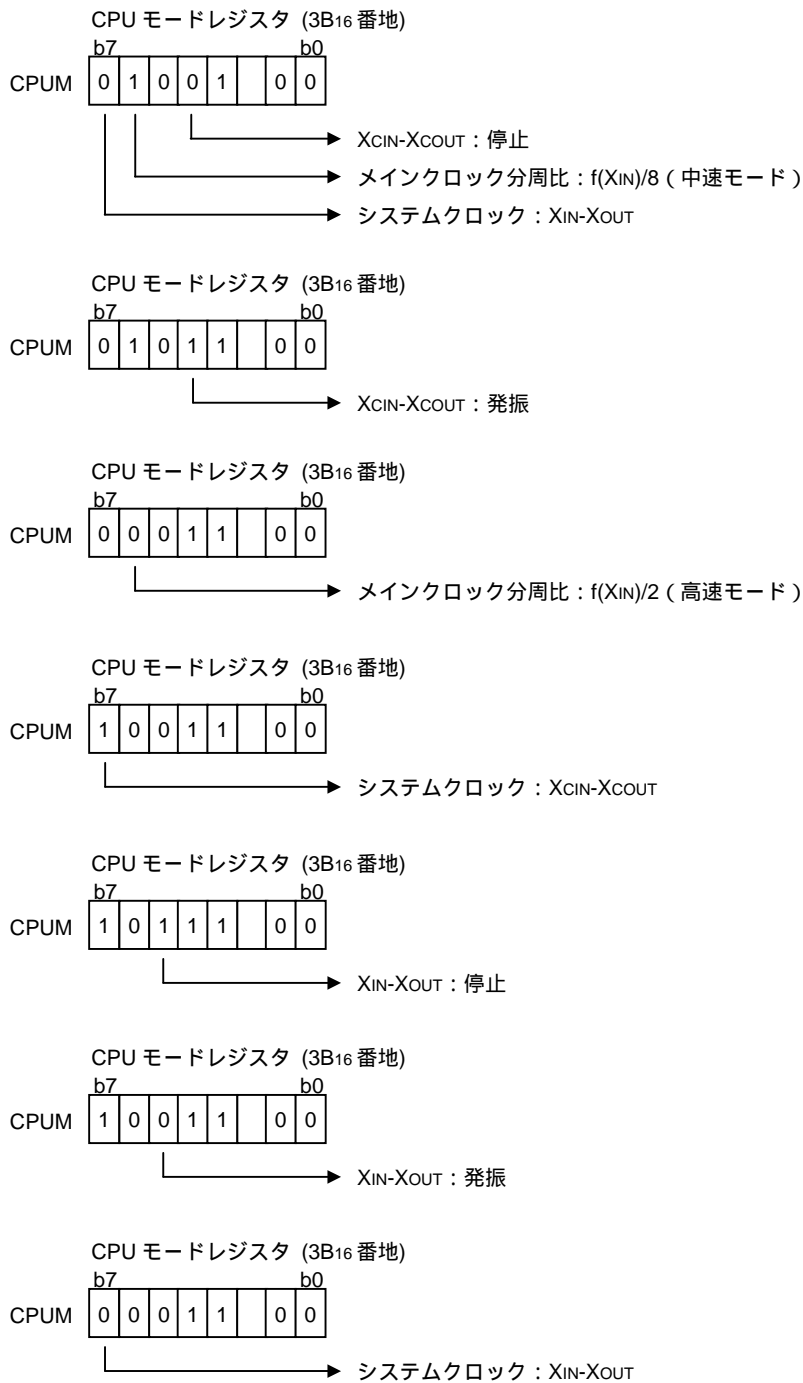 CPU モードレジスタ (3B16 番地)
b7 b0
CPUM 0 1 0 0 1 0 0
XCIN-XCOUT：停止
メインクロック分周比：f(XIN)/8（中速モード）
システムクロック：XIN-XOUT
CPU モードレジスタ (3B16 番地)
b7 b0
CPUM 0 1 0 1 1 0 0
XCIN-XCOUT：発振
CPU モードレジスタ (3B16 番地)
b7 b0
CPUM 0 0 0 1 1 0 0
メインクロック分周比：f(XIN)/2（高速モード）
CPU モードレジスタ (3B16 番地)
b7 b0
CPUM 1 0 0 1 1 0 0
システムクロック：XCIN-XCOUT
CPU モードレジスタ (3B16 番地)
b7 b0
CPUM 1 0 1 1 1 0 0
XIN-XOUT：停止
CPU モードレジスタ (3B16 番地)
b7 b0
CPUM 1 0 0 1 1 0 0
XIN-XOUT：発振
CPU モードレジスタ (3B16 番地)
b7 b0
CPUM 0 0 0 1 1 0 0
システムクロック：XIN-XOUT